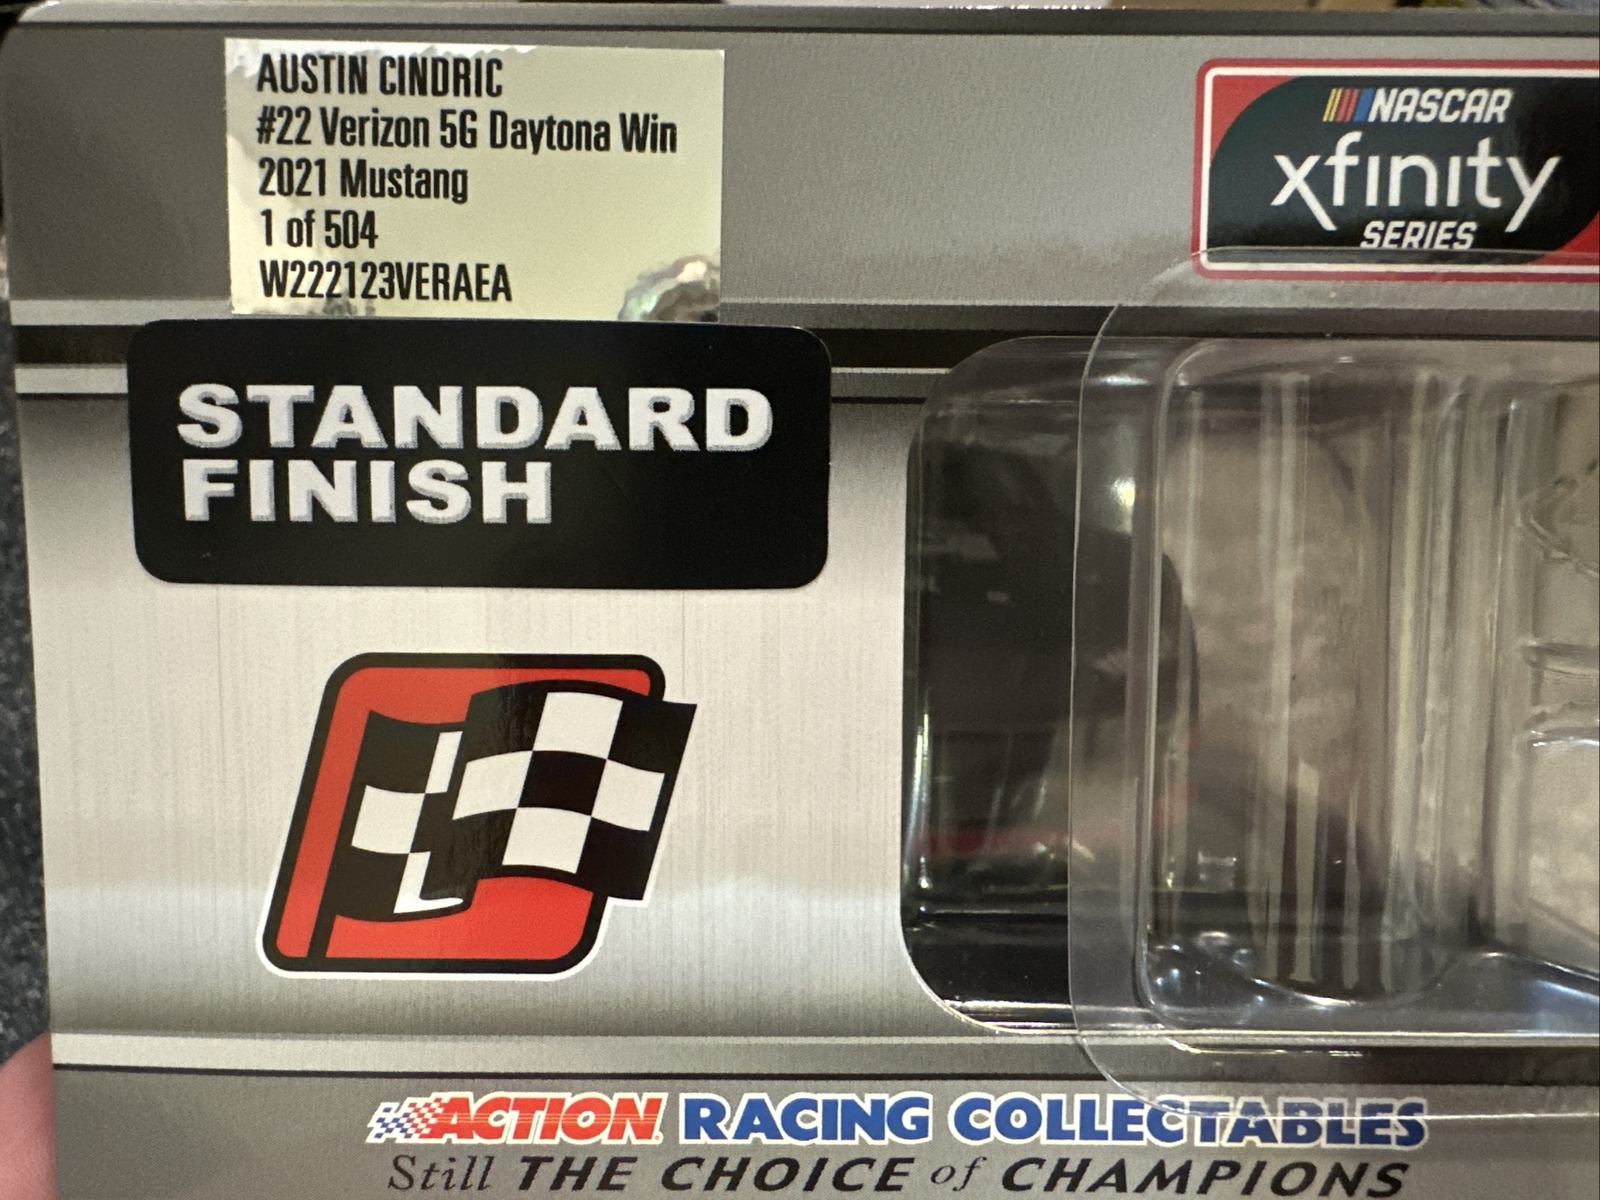 AUSTIN CINDRIC
#22 Verizon 5G Daytona Win
2021 Mustang
1 of 504
W222123VERAEA
NASCAR
xfinity
SERIES
STANDARD
FINISH
ACTION RACING COLLECTABLES
Still THE CHOICE of CHAMPIONS